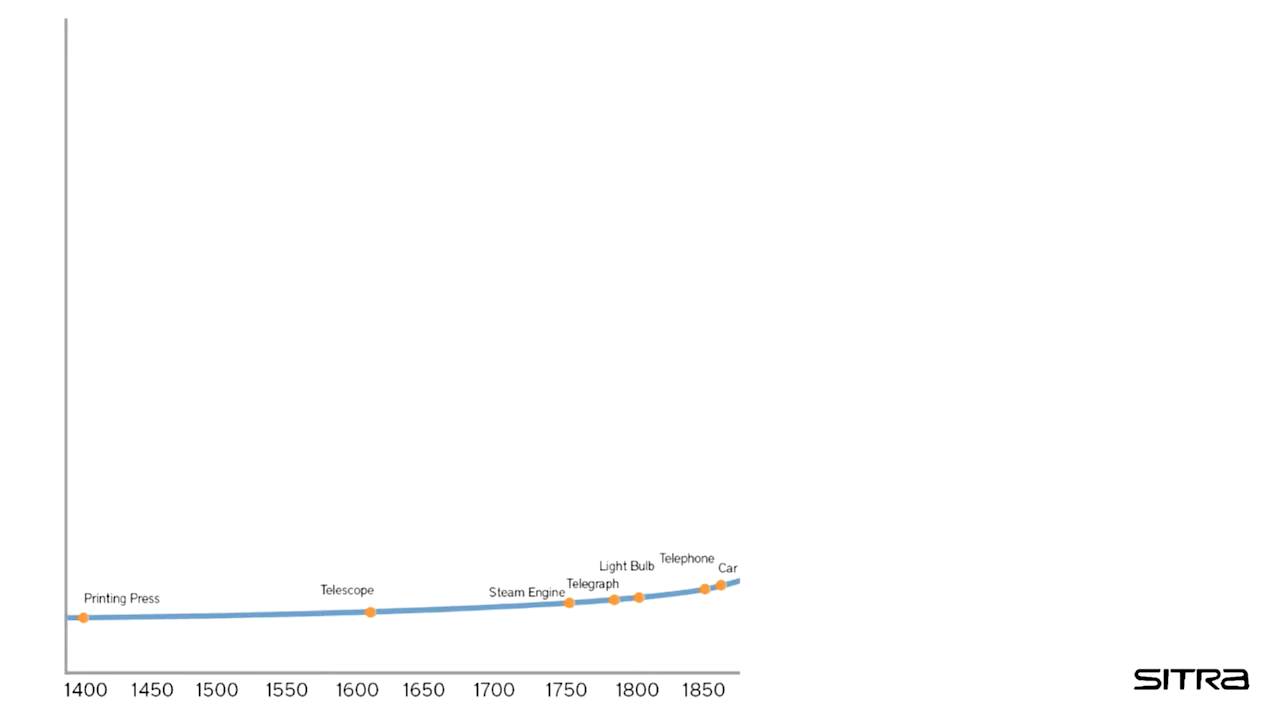 Telephone
Light Bulb
Car
Telegraph
Telescope
Steam Engine
Printing Press
1400 1450 1500 1550 1600 1650 1700 1750 1800 1850
SITRA